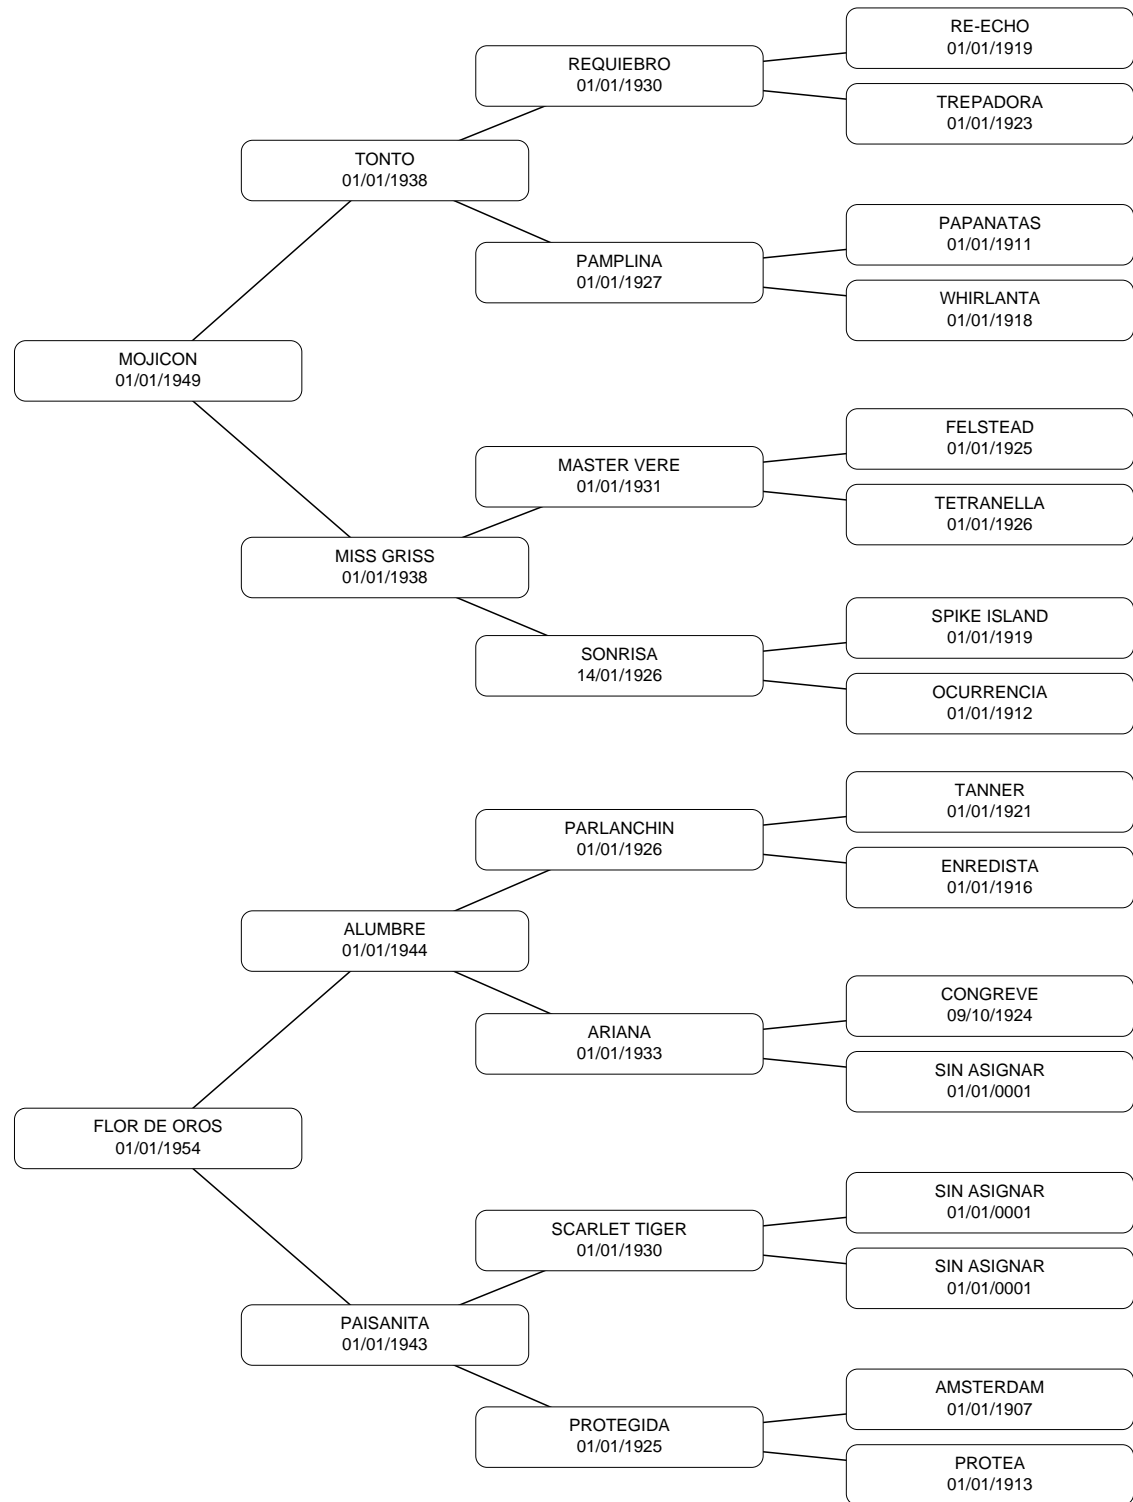 RE-ECHO
01/01/1919
REQUIEBRO
01/01/1930
TREPADORA
01/01/1923
TONTO
01/01/1938
PAPANATAS
01/01/1911
PAMPLINA
01/01/1927
WHIRLANTA
01/01/1918
MOJICON
01/01/1949
FELSTEAD
01/01/1925
MASTER VERE
01/01/1931
TETRANELLA
01/01/1926
MISS GRISS
01/01/1938
SPIKE ISLAND
01/01/1919
SONRISA
14/01/1926
OCURRENCIA
01/01/1912
TANNER
01/01/1921
PARLANCHIN
01/01/1926
ENREDISTA
01/01/1916
ALUMBRE
01/01/1944
CONGREVE
09/10/1924
ARIANA
01/01/1933
SIN ASIGNAR
01/01/0001
FLOR DE OROS
01/01/1954
SIN ASIGNAR
01/01/0001
SCARLET TIGER
01/01/1930
SIN ASIGNAR
01/01/0001
PAISANITA
01/01/1943
AMSTERDAM
01/01/1907
PROTEGIDA
01/01/1925
PROTEA
01/01/1913